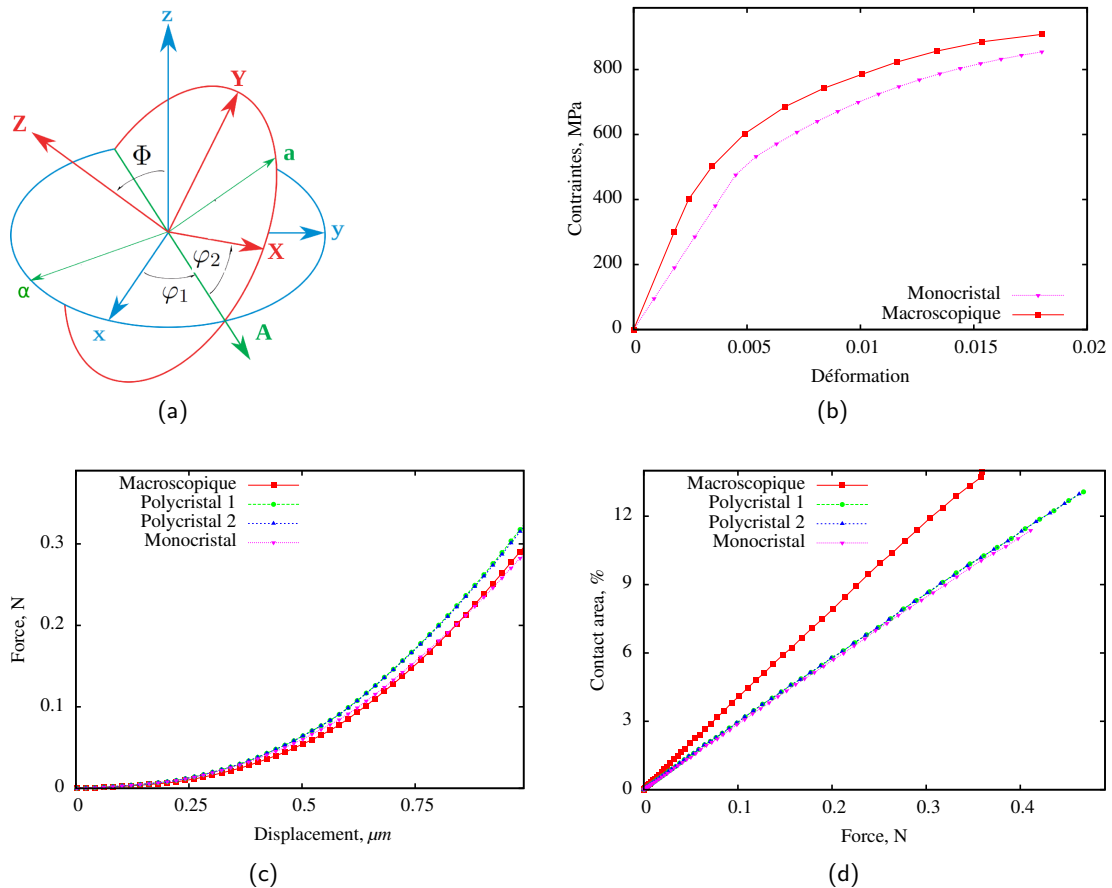 z
Y
Z
Φ
a
y
X
φ2
α
φ1
x
A
(a)
Contraintes, MPa
800
600
400
200
0
Monocristal
Macroscopique
0
0.005
0.01
0.015
0.02
Déformation
(b)
Force, N
0.3
0.2
0.1
0
Macroscopique
Polycristal 1
Polycristal 2
Monocristal
0
0.25
0.5
0.75
Displacement, μm
(c)
Contact area, %
12
9
6
3
0
Macroscopique
Polycristal 1
Polycristal 2
Monocristal
0
0.1
0.2
0.3
0.4
Force, N
(d)